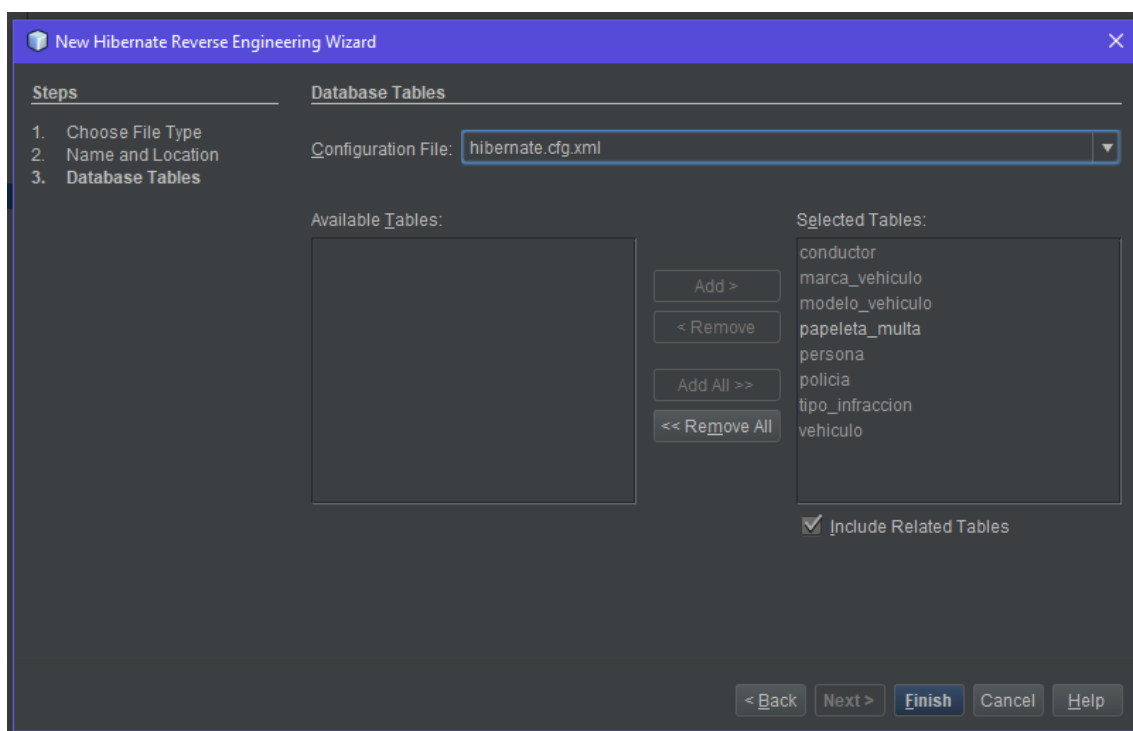 New Hibernate Reverse Engineering Wizard
Steps
1. Choose File Type
2. Name and Location
3. Database Tables
Database Tables
Configuration File: hibernate.cfg.xml
Available Tables:
Add >
< Remove
Add All >>
<< Remove All
Selected Tables:
conductor
marca_vehiculo
modelo_vehiculo
papeleta_multa
persona
policia
tipo_infraccion
vehiculo
Include Related Tables
< Back Next > Finish Cancel Help